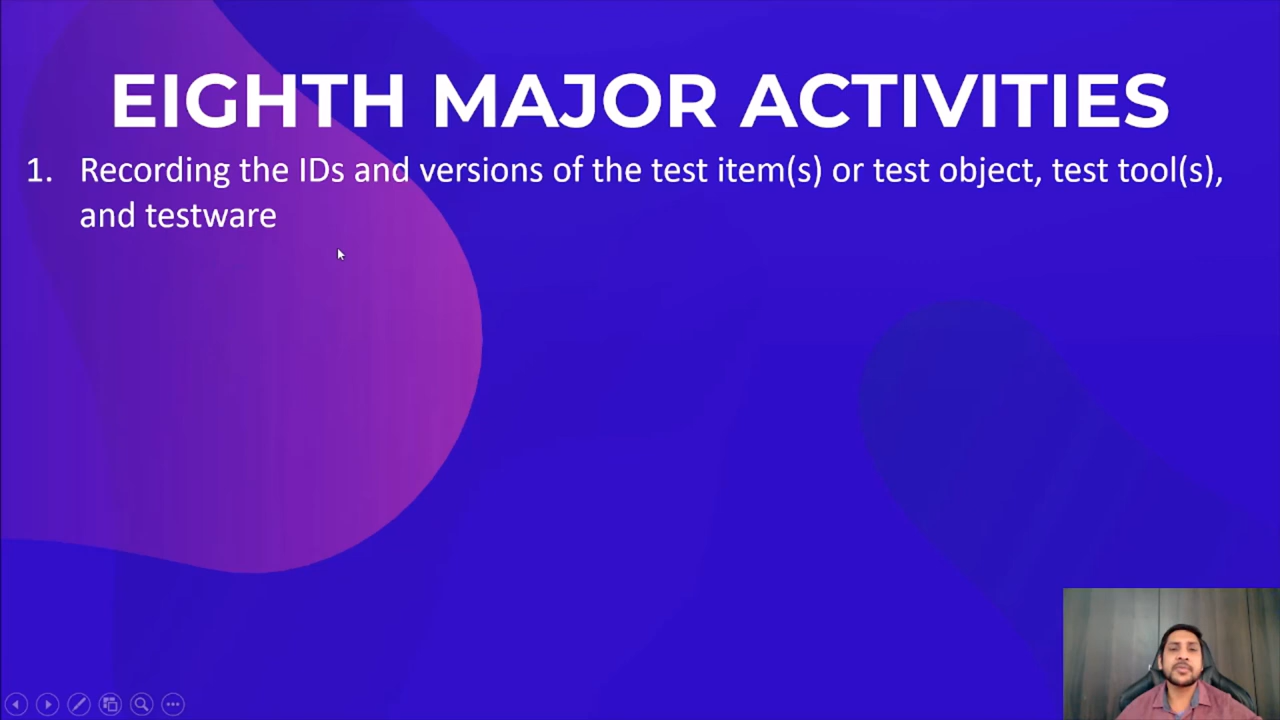 EIGHTH MAJOR ACTIVITIES
1. Recording the IDs and versions of the test item(s) or test object, test tool(s),
and testware